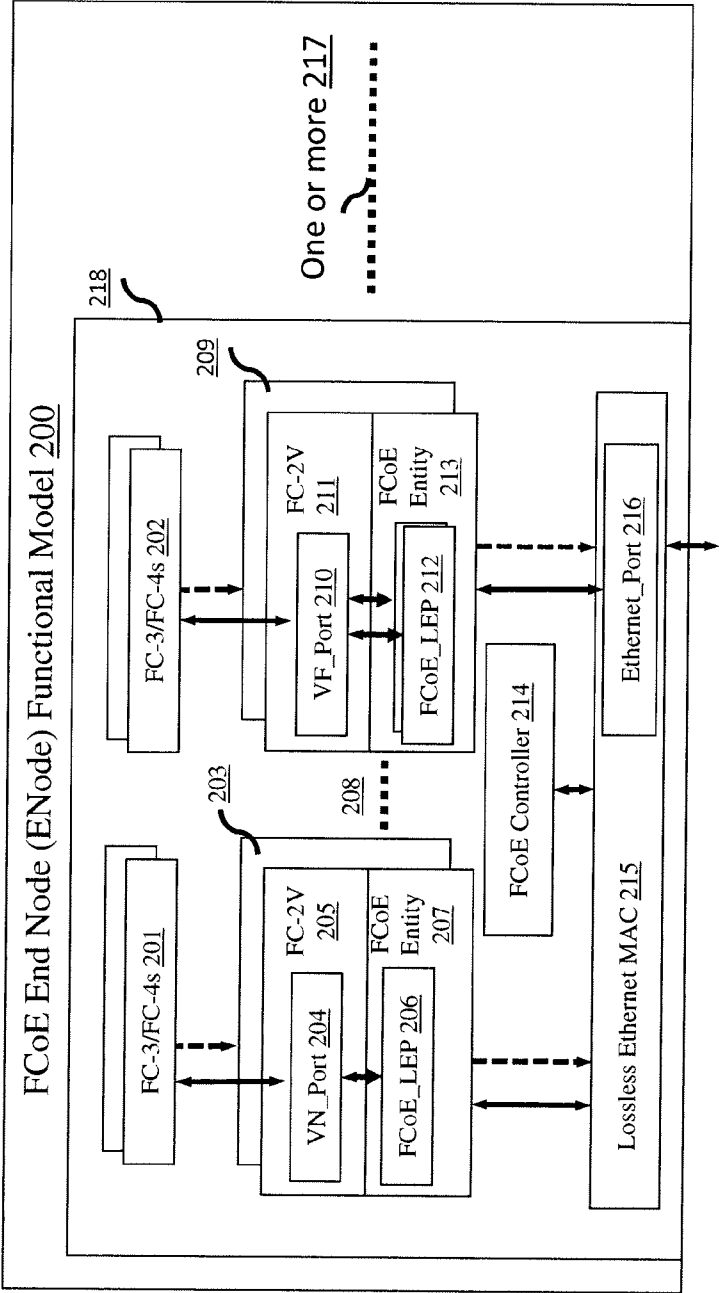 FCoE End Node (ENode) Functional Model 200
218
One or more 217
FC-3/FC-4s 201
FC-3/FC-4s 202
203
209
FC-2V
205
VN_Port 204
FCoE
Entity
207
FCoE_LEP 206
208
FC-2V
211
VF_Port 210
FCoE
Entity
213
FCoE_LEP 212
FCoE Controller 214
Lossless Ethernet MAC 215
Ethernet_Port 216